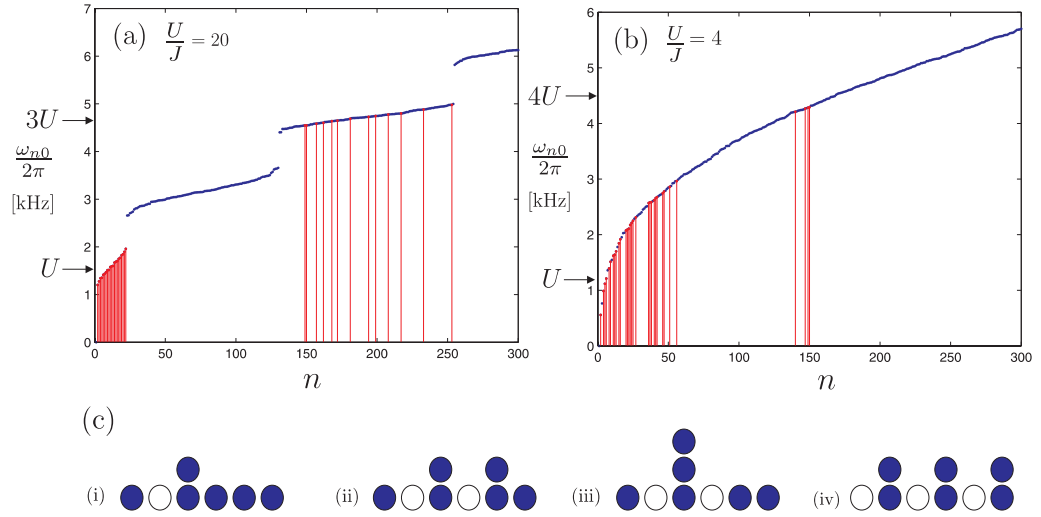 (a) U/J = 20
7
6
5
4
3
2
1
0
3U
ω_{n0}/2π
[kHz]
U
0 50 100 150 200 250 300
n
(b) U/J = 4
6
5
4
3
2
1
0
4U
ω_{n0}/2π
[kHz]
U
0 50 100 150 200 250 300
n
(c)
(i) (ii) (iii) (iv)